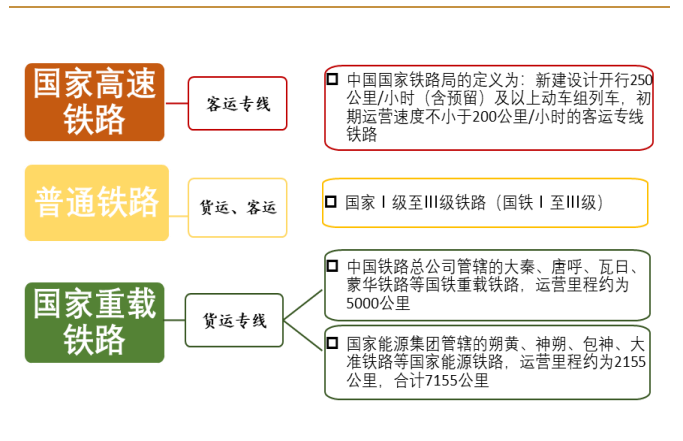 国家高速
铁路
客运专线
中国国家铁路局的定义为：新建设计开行250
公里/小时（含预留）及以上动车组列车，初
期运营速度不小于200公里/小时的客运专线
铁路
普通铁路
货运、客运
国家Ⅰ级至III级铁路（国铁Ⅰ至III级）
国家重载
铁路
货运专线
中国铁路总公司管辖的大秦、唐呼、瓦日、
蒙华铁路等国铁重载铁路，运营里程约为
5000公里
国家能源集团管辖的朔黄、神朔、包神、大
准铁路等国家能源铁路，运营里程约为2155
公里，合计7155公里